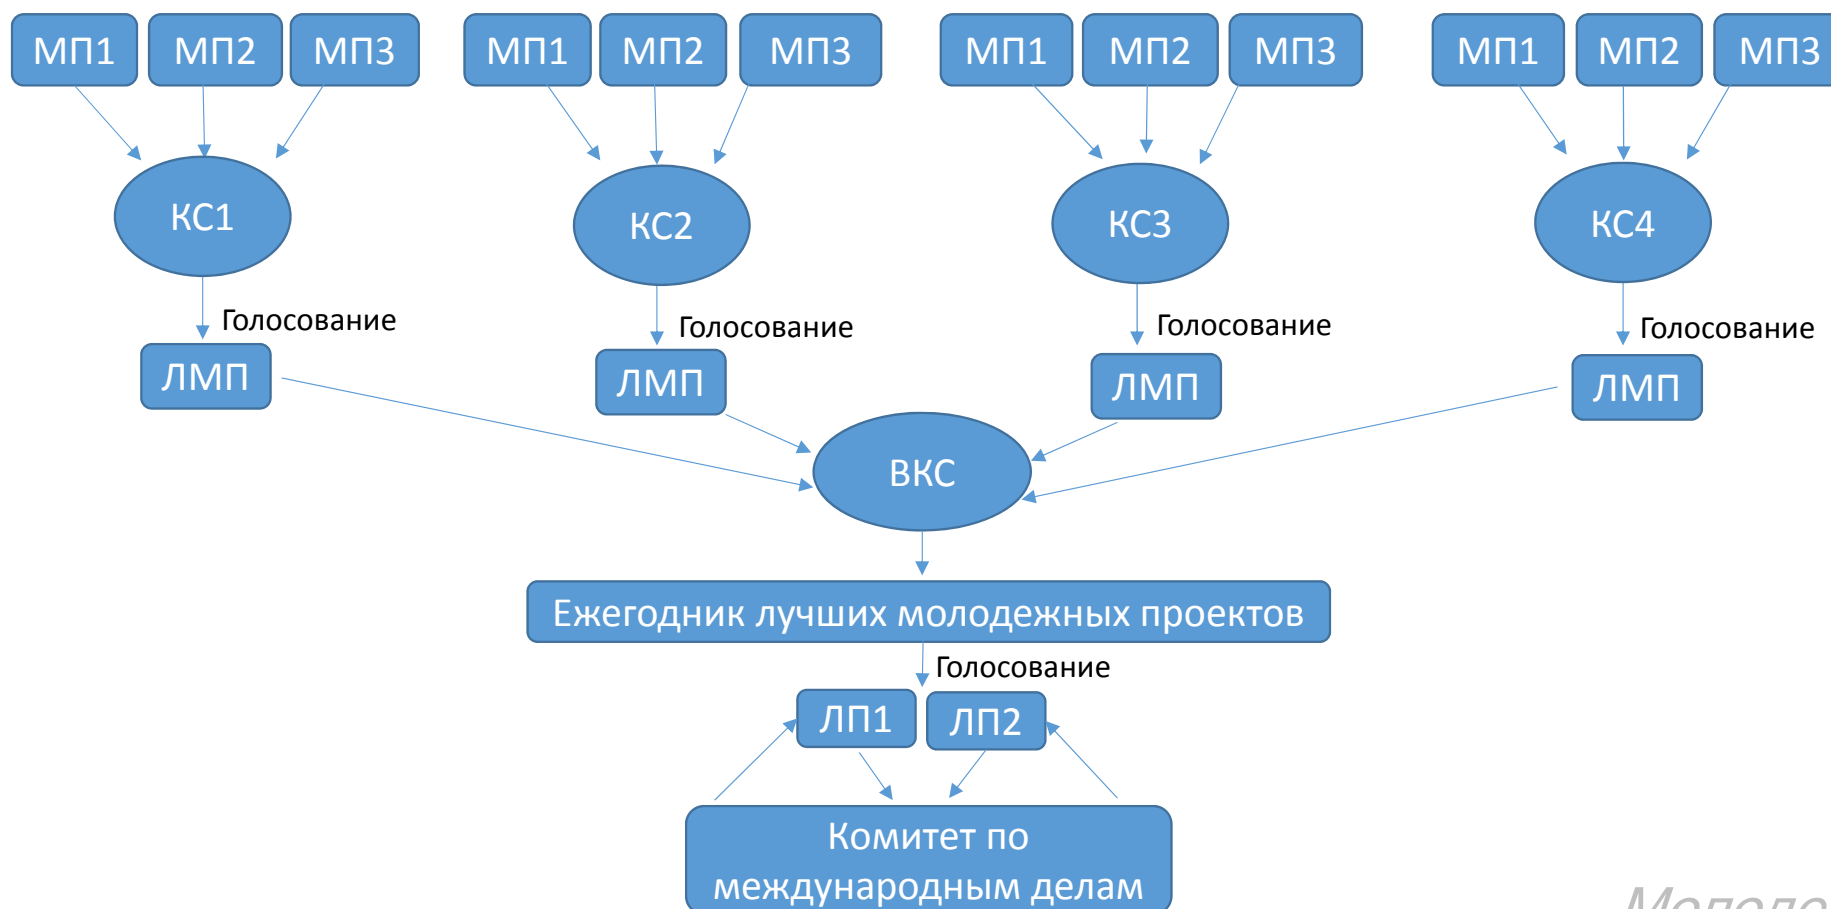 МП1 МП2 МП3 МП1 МП2 МП3 МП1 МП2 МП3 МП1 МП2 МП3
КС1 КС2 КС3 КС4
Голосование Голосование Голосование Голосование
ЛМП ЛМП ЛМП ЛМП
ВКС
Ежегодник лучших молодежных проектов
Голосование
ЛП1 ЛП2
Комитет по
международным делам